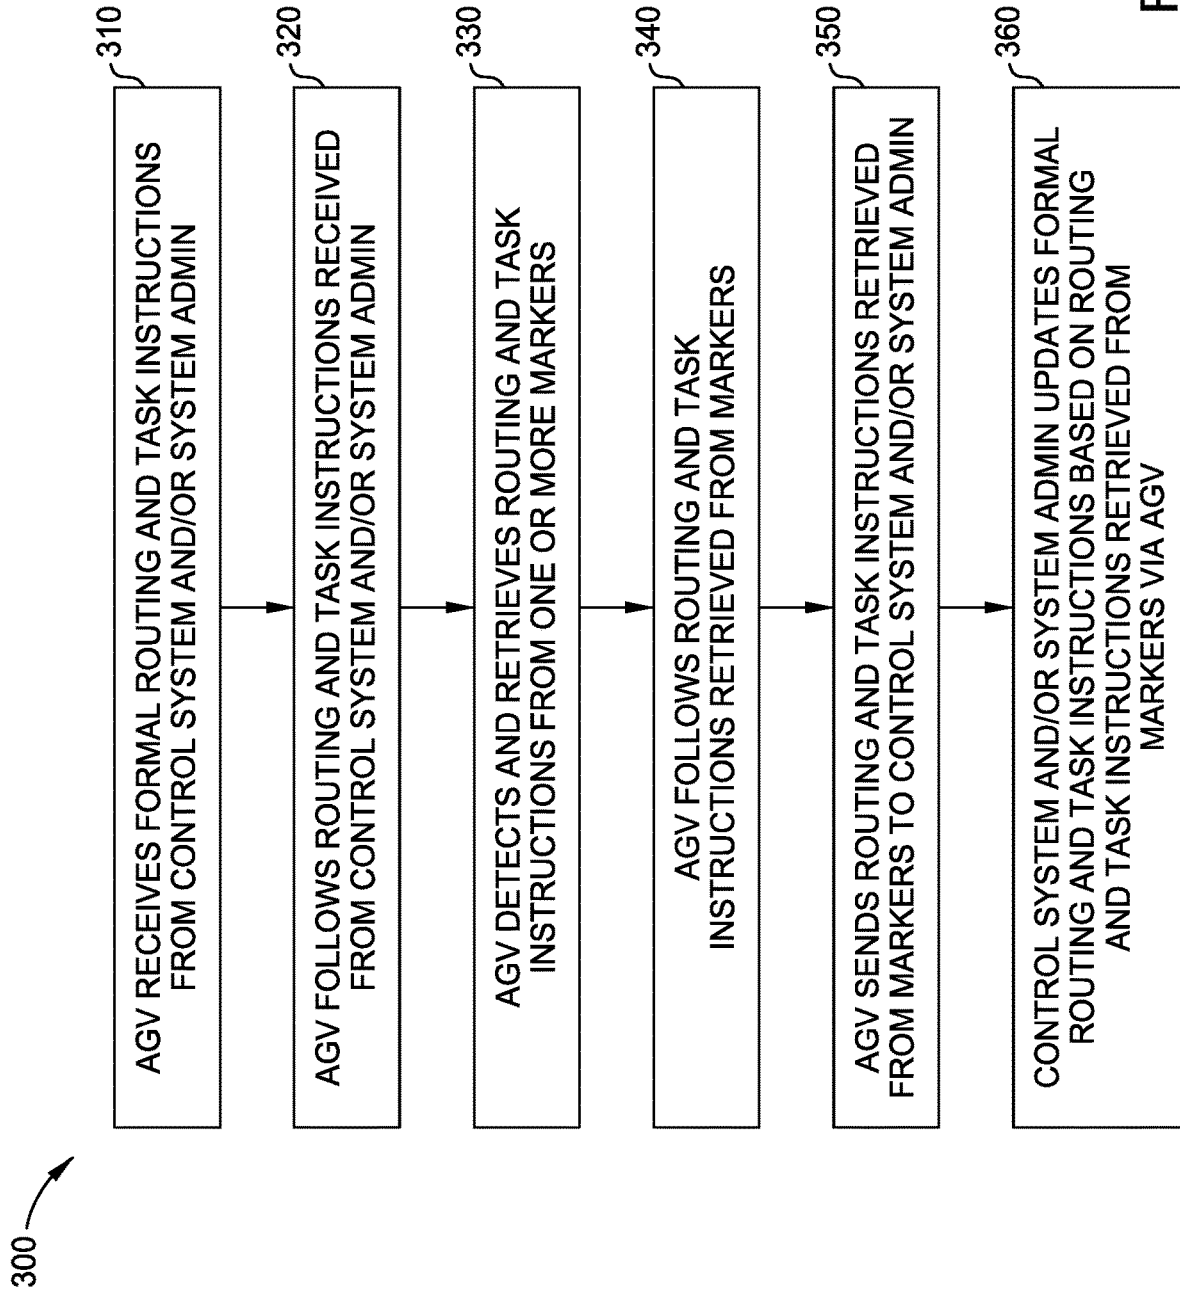 300
310
AGV RECEIVES FORMAL ROUTING AND TASK INSTRUCTIONS
FROM CONTROL SYSTEM AND/OR SYSTEM ADMIN
320
AGV FOLLOWS ROUTING AND TASK INSTRUCTIONS RECEIVED
FROM CONTROL SYSTEM AND/OR SYSTEM ADMIN
330
AGV DETECTS AND RETRIEVES ROUTING AND TASK
INSTRUCTIONS FROM ONE OR MORE MARKERS
340
AGV FOLLOWS ROUTING AND TASK
INSTRUCTIONS RETRIEVED FROM MARKERS
350
AGV SENDS ROUTING AND TASK INSTRUCTIONS RETRIEVED
FROM MARKERS TO CONTROL SYSTEM AND/OR SYSTEM ADMIN
360
CONTROL SYSTEM AND/OR SYSTEM ADMIN UPDATES FORMAL
ROUTING AND TASK INSTRUCTIONS BASED ON ROUTING
AND TASK INSTRUCTIONS RETRIEVED FROM
MARKERS VIA AGV